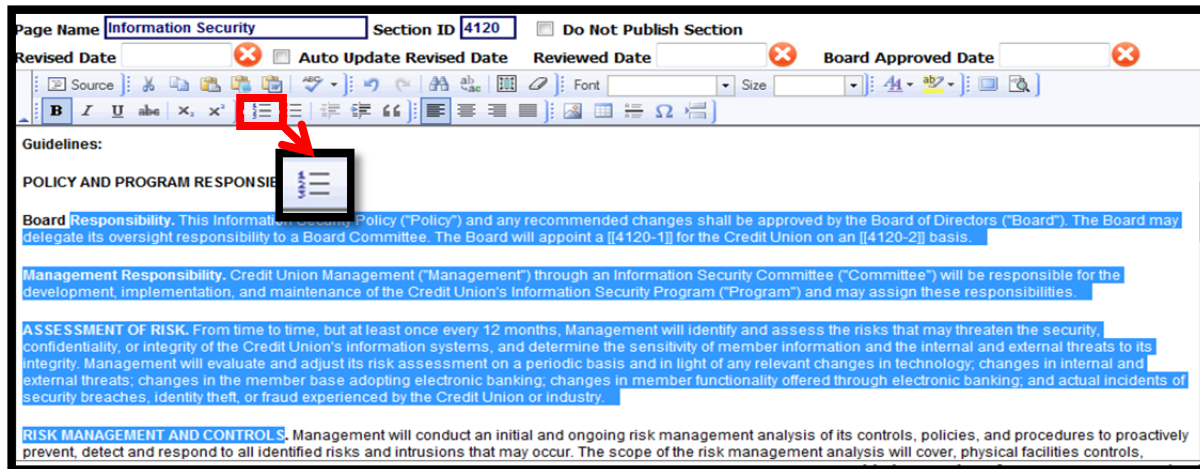 Page Name Information Security Section ID 4120 Do Not Publish Section
Revised Date Auto Update Revised Date Reviewed Date Board Approved Date
Source ABC ab ac Font Size A ab
B I U abc X₂ X² 1 2 3 Ω
1 2 3
Guidelines:
POLICY AND PROGRAM
Board Responsibility. This Information Security Policy ("Policy") and any recommended changes shall be approved by the Board of Directors ("Board"). The Board may
delegate its oversight responsibility to a Board Committee. The Board will appoint a [[4120-1]] for the Credit Union on an [[4120-2]] basis.
Management Responsibility. Credit Union Management ("Management") through an Information Security Committee ("Committee") will be responsible for the
development, implementation, and maintenance of the Credit Union's Information Security Program ("Program") and may assign these responsibilities.
ASSESSMENT OF RISK. From time to time, but at least once every 12 months, Management will identify and assess the risks that may threaten the security,
confidentiality, or integrity of the Credit Union's information systems, and determine the sensitivity of member information and the internal and external threats to its
integrity. Management will evaluate and adjust its risk assessment on a periodic basis and in light of any relevant changes in technology; changes in internal and
external threats; changes in the member base adopting electronic banking; changes in member functionality offered through electronic banking; and actual incidents of
security breaches, identity theft, or fraud experienced by the Credit Union or industry.
RISK MANAGEMENT AND CONTROLS. Management will conduct an initial and ongoing risk management analysis of its controls, policies, and procedures to proactively
prevent, detect and respond to all identified risks and intrusions that may occur. The scope of the risk management analysis will cover, physical facilities controls,